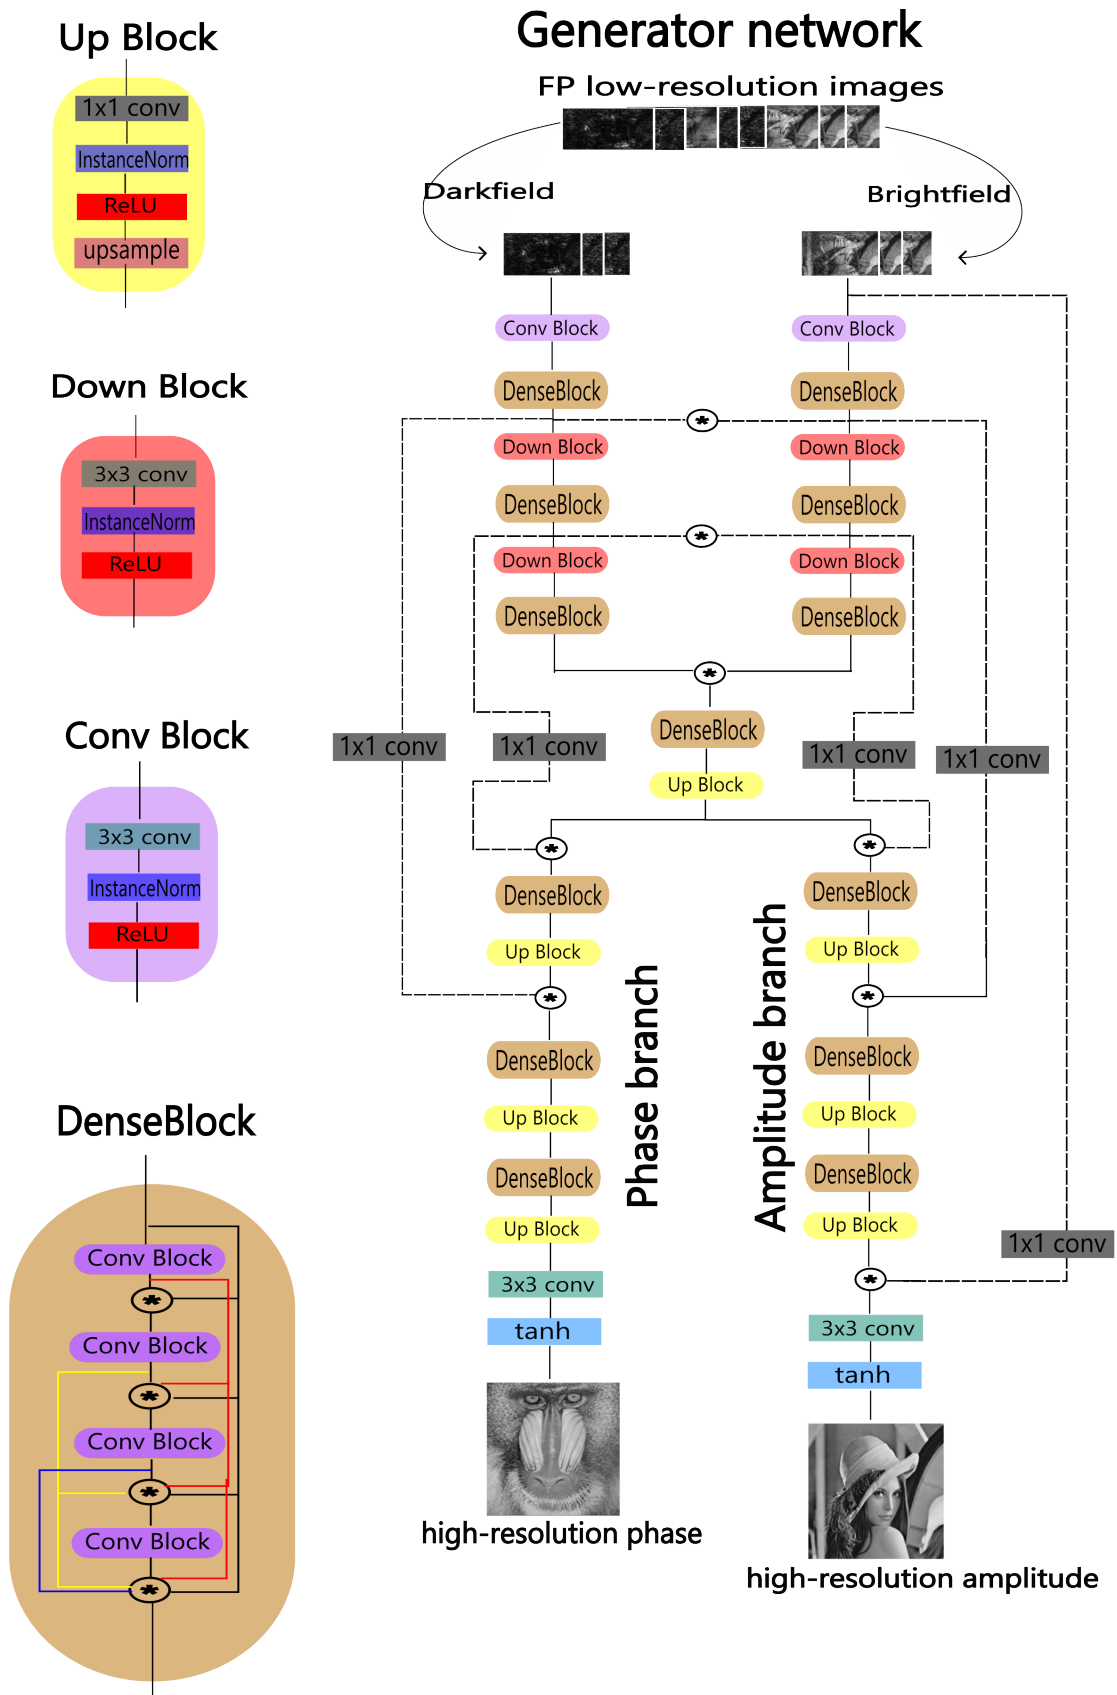 Up Block
1x1 conv
InstanceNorm
ReLU
upsample
Down Block
3x3 conv
InstanceNorm
ReLU
Conv Block
3x3 conv
InstanceNorm
ReLU
DenseBlock
Conv Block
*
Conv Block
*
Conv Block
*
Conv Block
*
Generator network
FP low-resolution images
Darkfield
Brightfield
Conv Block
Conv Block
DenseBlock
DenseBlock
*
Down Block
Down Block
DenseBlock
DenseBlock
*
Down Block
Down Block
DenseBlock
DenseBlock
*
DenseBlock
1x1 conv
1x1 conv
1x1 conv
1x1 conv
Up Block
*
*
DenseBlock
DenseBlock
Up Block
Up Block
*
*
Phase branch
Amplitude branch
DenseBlock
DenseBlock
Up Block
Up Block
DenseBlock
DenseBlock
Up Block
Up Block
1x1 conv
*
3x3 conv
3x3 conv
tanh
tanh
high-resolution phase
high-resolution amplitude